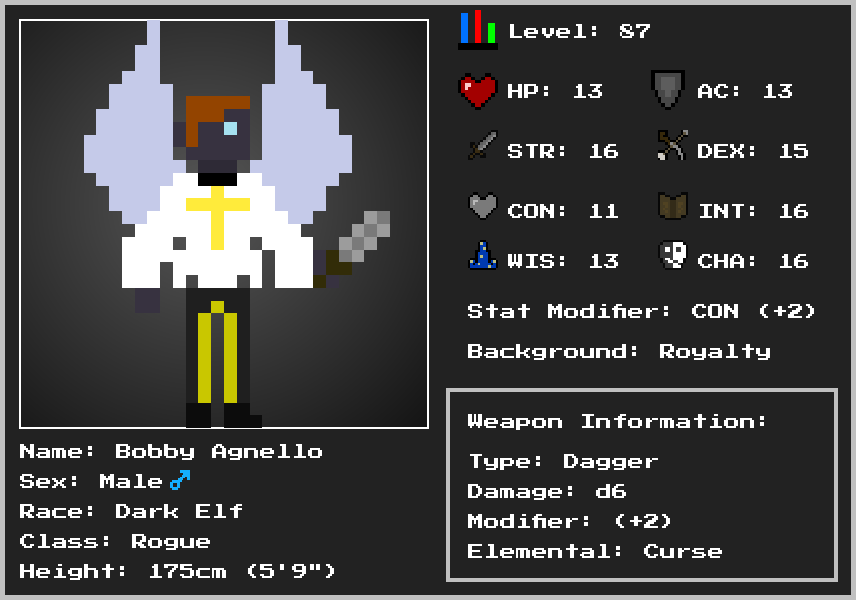 Level: 87
HP: 13 AC: 13
STR: 16 DEX: 15
CON: 11 INT: 16
WIS: 13 CHA: 16
Stat Modifier: CON (+2)
Background: Royalty
Weapon Information:
Type: Dagger
Damage: d6
Modifier: (+2)
Elemental: Curse
Name: Bobby Agnello
Sex: Male♂
Race: Dark Elf
Class: Rogue
Height: 175cm (5'9")